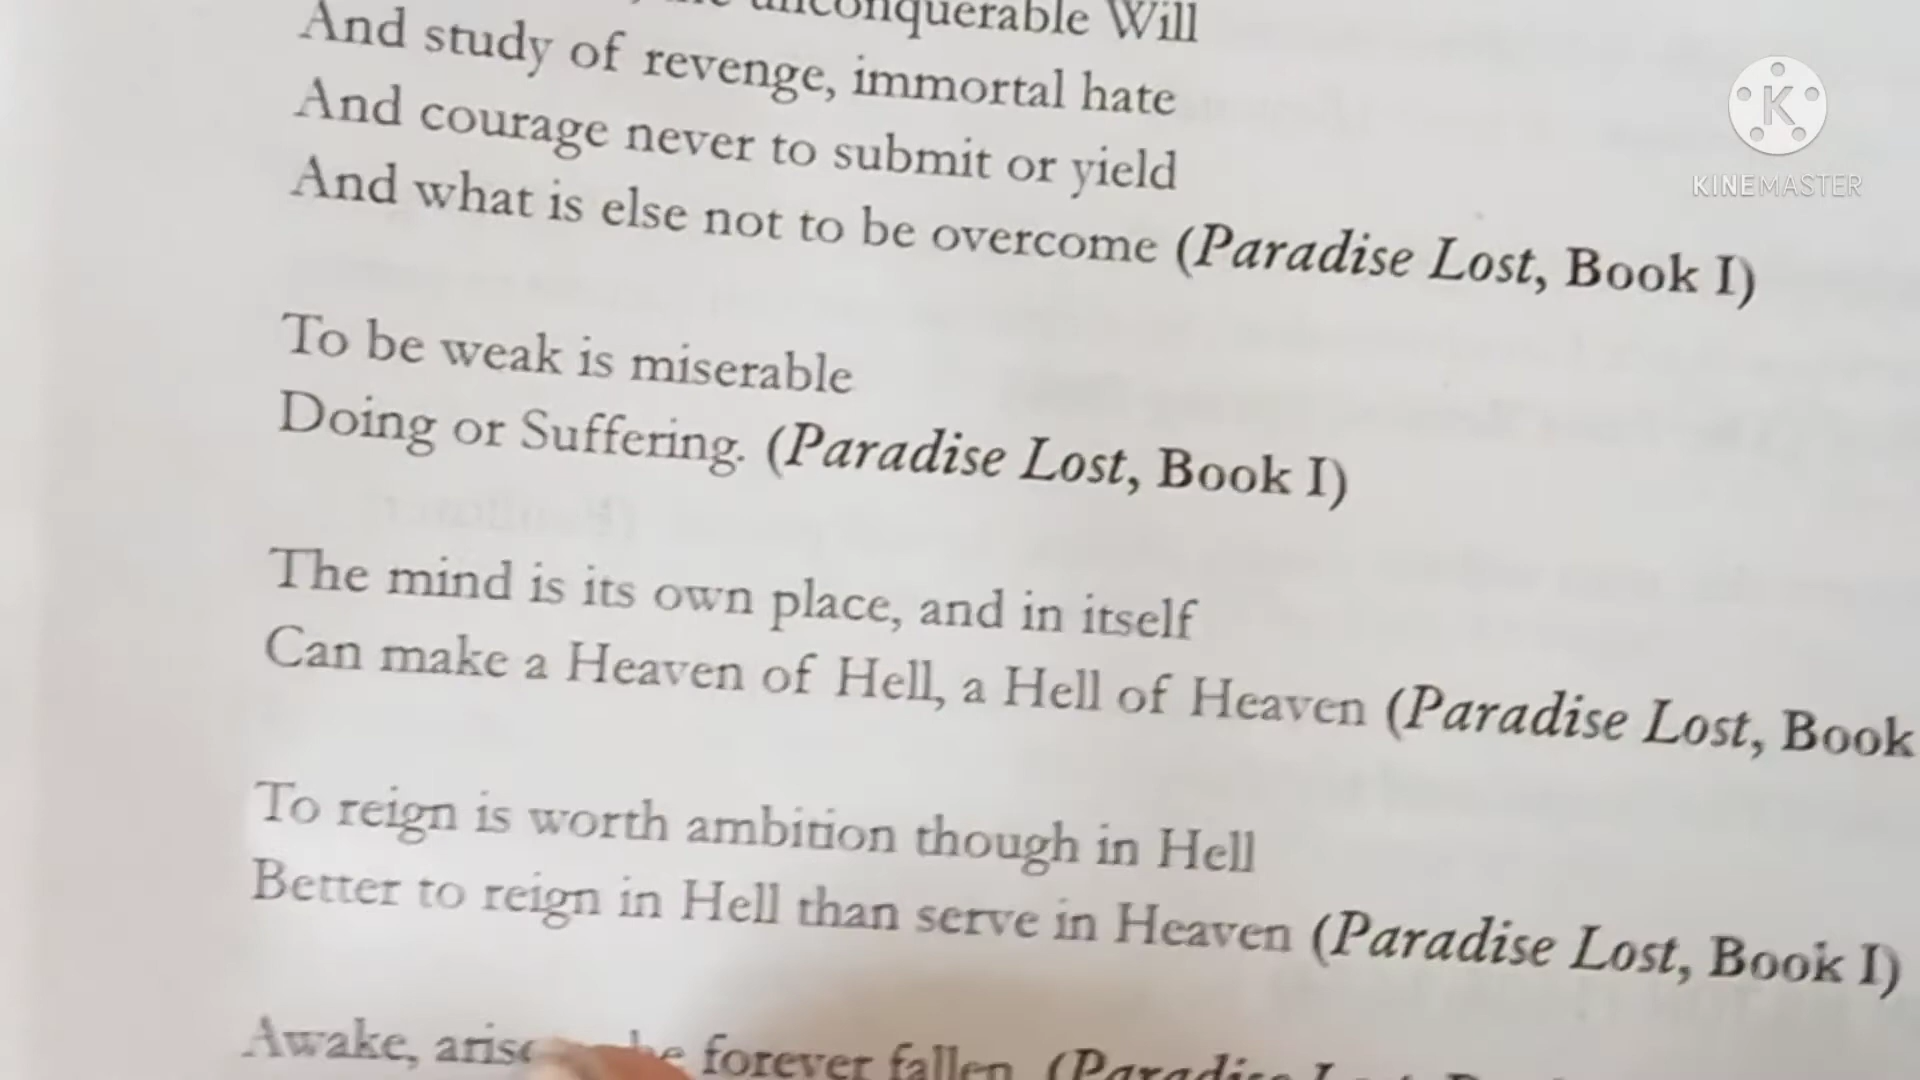 unconquerable Will
And study of revenge, immortal hate
And courage never to submit or yield
And what is else not to be overcome (Paradise Lost, Book I)
To be weak is miserable
Doing or Suffering. (Paradise Lost, Book I)
The mind is its own place, and in itself
Can make a Heaven of Hell, a Hell of Heaven (Paradise Lost, Book
To reign is worth ambition though in Hell
Better to reign in Hell than serve in Heaven (Paradise Lost, Book I)
Awake, forever fallen. (Paradise
KINEMASTER